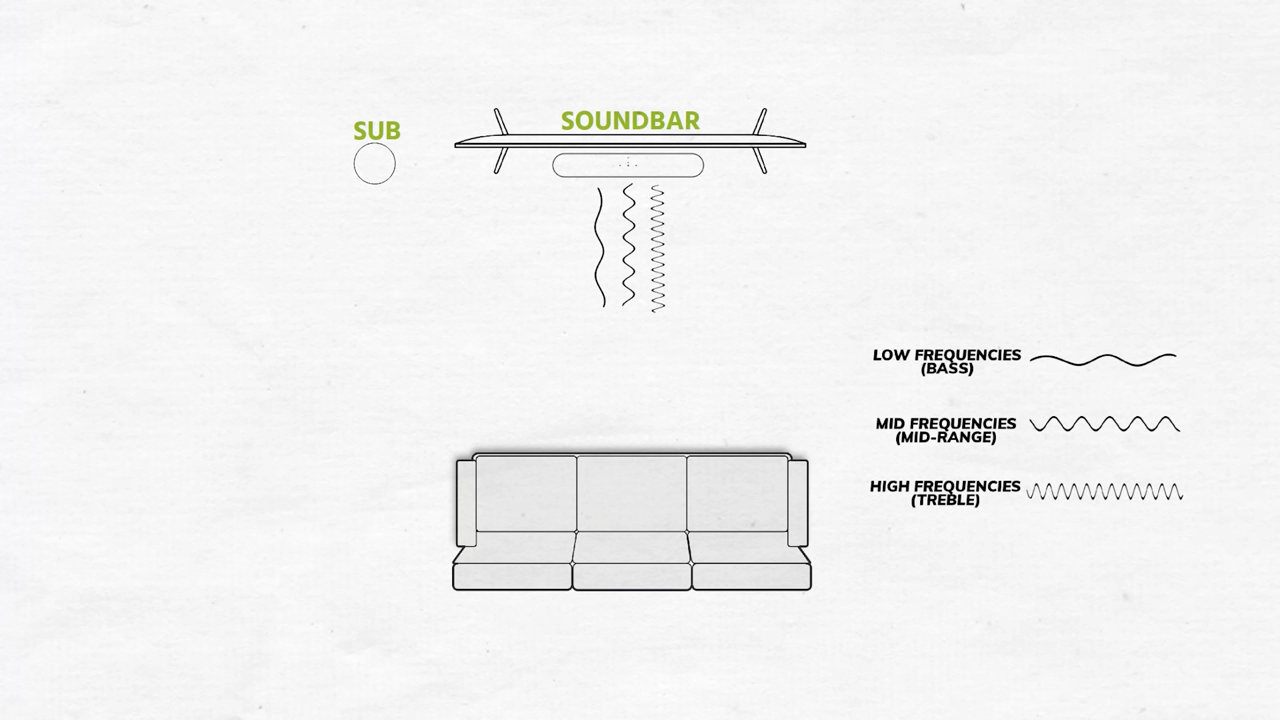 SUB
SOUNDBAR
LOW FREQUENCIES
(BASS)
MID FREQUENCIES
(MID-RANGE)
HIGH FREQUENCIES
(TREBLE)